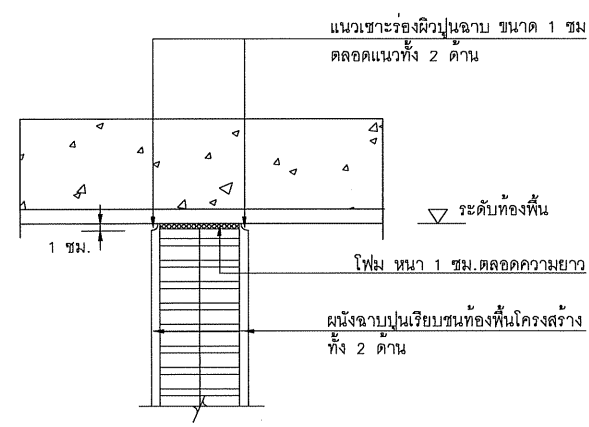 แนวเซาะร่องผิวปูนฉาบ ขนาด 1 ซม
ตลอดแนวทั้ง 2 ด้าน
ระดับท้องพื้น
1 ซม.
โฟม หนา 1 ซม.ตลอดความยาว
ผนังฉาบปูนเรียบชนท้องพื้นโครงสร้าง
ทั้ง 2 ด้าน